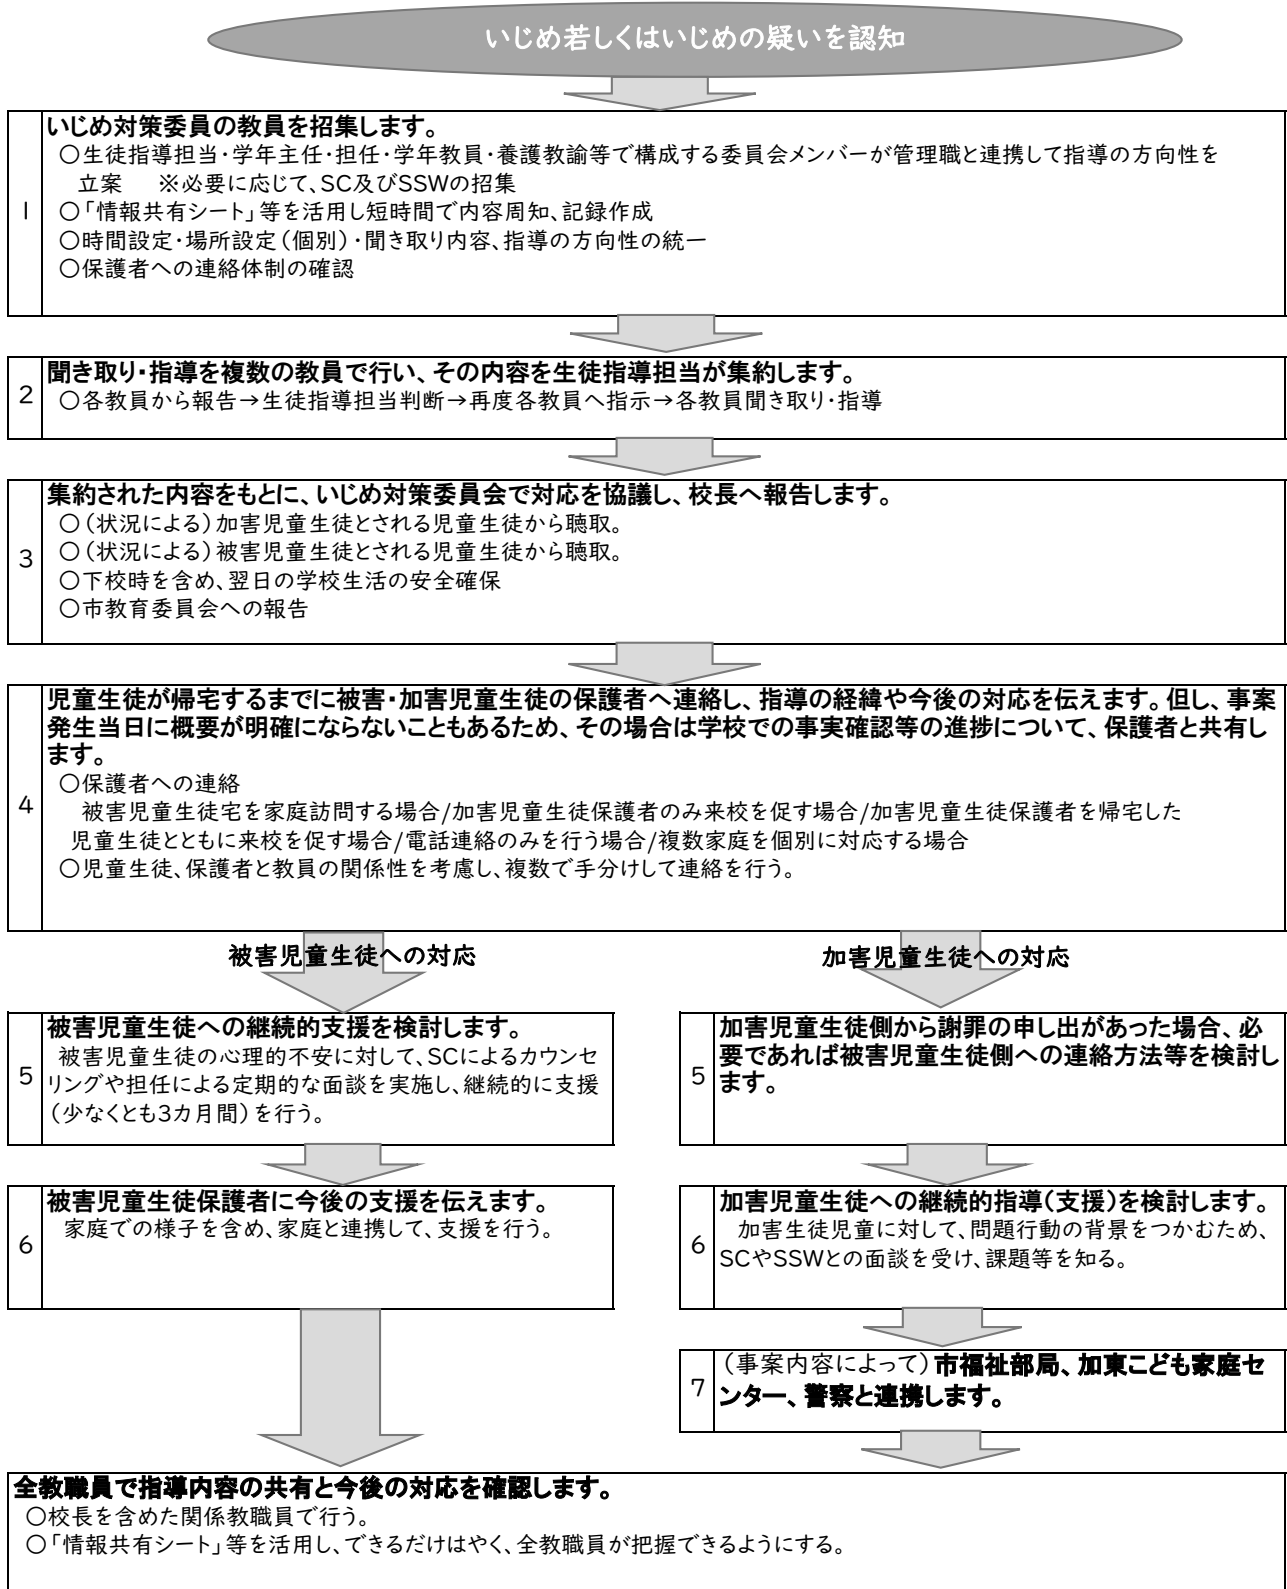 いじめ若しくはいじめの疑いを認知
1
いじめ対策委員の教員を招集します。
○生徒指導担当・学年主任・担任・学年教員・養護教諭等で構成する委員会メンバーが管理職と連携して指導の方向性を
立案　　※必要に応じて、SC及びSSWの招集
○「情報共有シート」等を活用し短時間で内容周知、記録作成
○時間設定・場所設定（個別）・聞き取り内容、指導の方向性の統一
○保護者への連絡体制の確認
2
聞き取り・指導を複数の教員で行い、その内容を生徒指導担当が集約します。
○各教員から報告→生徒指導担当判断→再度各教員へ指示→各教員聞き取り・指導
3
集約された内容をもとに、いじめ対策委員会で対応を協議し、校長へ報告します。
○（状況による）加害児童生徒とされる児童生徒から聴取。
○（状況による）被害児童生徒とされる児童生徒から聴取。
○下校時を含め、翌日の学校生活の安全確保
○市教育委員会への報告
4
児童生徒が帰宅するまでに被害・加害児童生徒の保護者へ連絡し、指導の経緯や今後の対応を伝えます。但し、事案
発生当日に概要が明確にならないこともあるため、その場合は学校での事実確認等の進捗について、保護者と共有し
ます。
○保護者への連絡
被害児童生徒宅を家庭訪問する場合/加害児童生徒保護者のみ来校を促す場合/加害児童生徒保護者を帰宅した
児童生徒とともに来校を促す場合/電話連絡のみを行う場合/複数家庭を個別に対応する場合
○児童生徒、保護者と教員の関係性を考慮し、複数で手分けして連絡を行う。
被害児童生徒への対応
5
被害児童生徒への継続的支援を検討します。
被害児童生徒の心理的不安に対して、SCによるカウンセ
リングや担任による定期的な面談を実施し、継続的に支援
（少なくとも3カ月間）を行う。
6
被害児童生徒保護者に今後の支援を伝えます。
家庭での様子を含め、家庭と連携して、支援を行う。
加害児童生徒への対応
5
加害児童生徒側から謝罪の申し出があった場合、必
要であれば被害児童生徒側への連絡方法等を検討し
ます。
6
加害児童生徒への継続的指導（支援）を検討します。
加害生徒児童に対して、問題行動の背景をつかむため、
SCやSSWとの面談を受け、課題等を知る。
7
（事案内容によって）市福祉部局、加東こども家庭セ
ンター、警察と連携します。
全教職員で指導内容の共有と今後の対応を確認します。
○校長を含めた関係教職員で行う。
○「情報共有シート」等を活用し、できるだけはやく、全教職員が把握できるようにする。